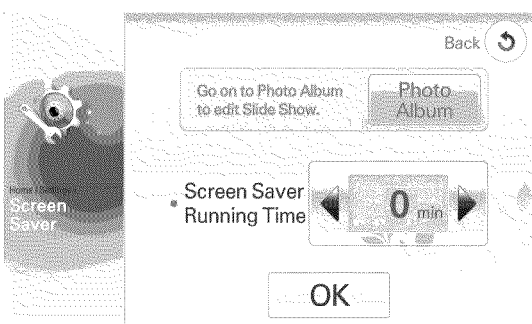 Back
Go on to Photo Album
to edit Slide Show.
Photo
Album
Home / Settings /
Screen
Saver
Screen Saver
Running Time
0 min
OK